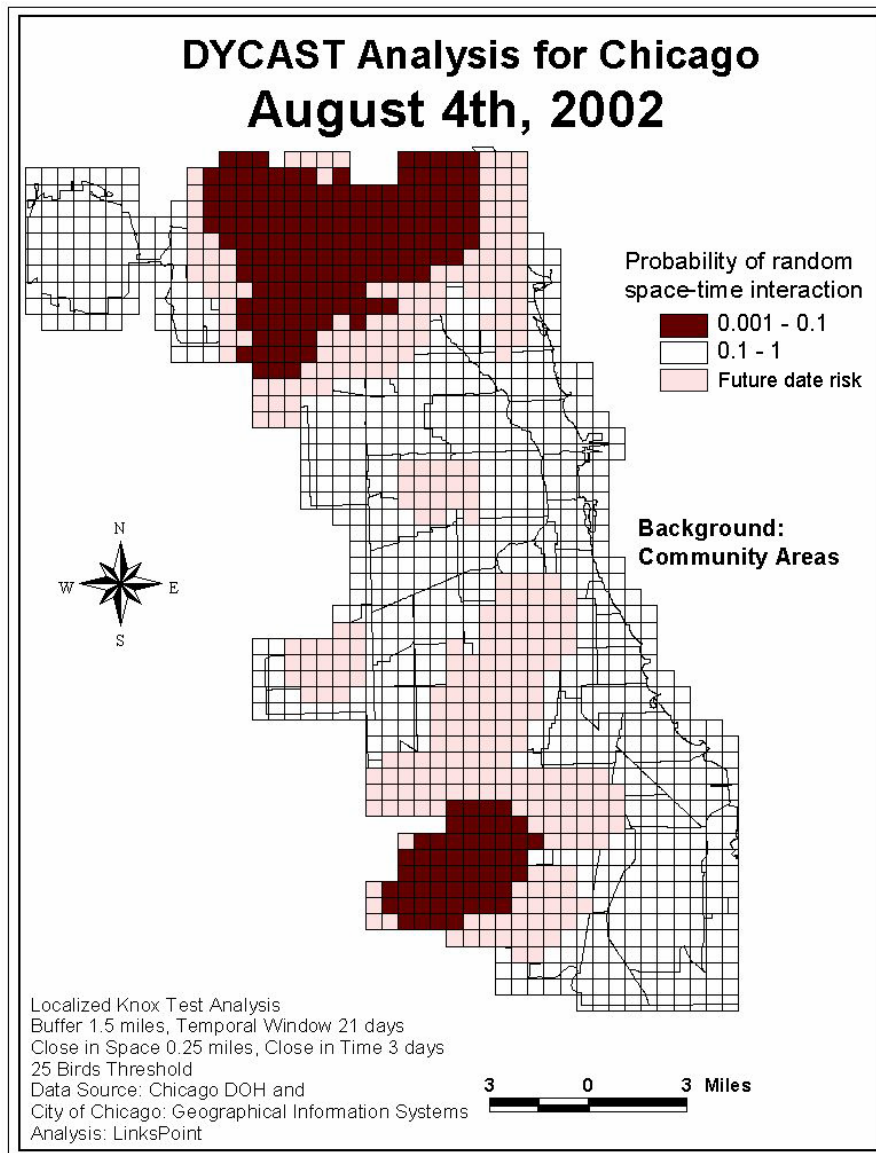 DYCAST Analysis for Chicago
August 4th, 2002
Probability of random
space-time interaction
0.001 - 0.1
0.1 - 1
Future date risk
Background:
Community Areas
N
W E
S
Localized Knox Test Analysis
Buffer 1.5 miles, Temporal Window 21 days
Close in Space 0.25 miles, Close in Time 3 days
25 Birds Threshold
Data Source: Chicago DOH and
City of Chicago: Geographical Information Systems
Analysis: LinksPoint
3 0 3 Miles